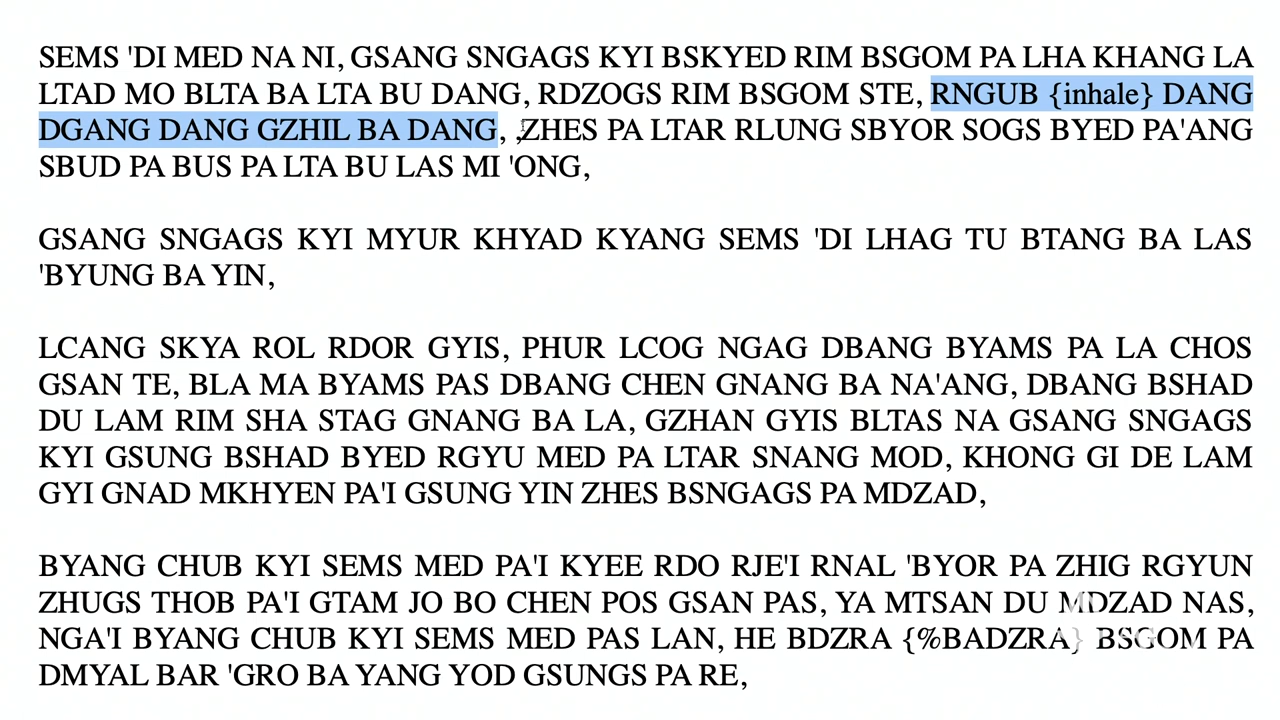 SEMS 'DI MED NA NI, GSANG SNGAGS KYI BSKYED RIM BSGOM PA LHA KHANG LA
LTAD MO BLTA BA LTA BU DANG, RDZOGS RIM BSGOM STE, RNGUB {inhale} DANG
DGANG DANG GZHIL BA DANG, ,ZHES PA LTAR RLUNG SBYOR SOGS BYED PA'ANG
SBUD PA BUS PA LTA BU LAS MI 'ONG,
GSANG SNGAGS KYI MYUR KHYAD KYANG SEMS 'DI LHAG TU BTANG BA LAS
'BYUNG BA YIN,
LCANG SKYA ROL RDOR GYIS, PHUR LCOG NGAG DBANG BYAMS PA LA CHOS
GSAN TE, BLA MA BYAMS PAS DBANG CHEN GNANG BA NA'ANG, DBANG BSHAD
DU LAM RIM SHA STAG GNANG BA LA, GZHAN GYIS BLTAS NA GSANG SNGAGS
KYI GSUNG BSHAD BYED RGYU MED PA LTAR SNANG MOD, KHONG GI DE LAM
GYI GNAD MKHYEN PA'I GSUNG YIN ZHES BSNGAGS PA MDZAD,
BYANG CHUB KYI SEMS MED PA'I KYEE RDO RJE'I RNAL 'BYOR PA ZHIG RGYUN
ZHUGS THOB PA'I GTAM JO BO CHEN POS GSAN PAS, YA MTSAN DU MDZAD NAS,
NGA'I BYANG CHUB KYI SEMS MED PAS LAN, HE BDZRA {%BADZRA} BSGOM PA
DMYAL BAR 'GRO BA YANG YOD GSUNGS PA RE,